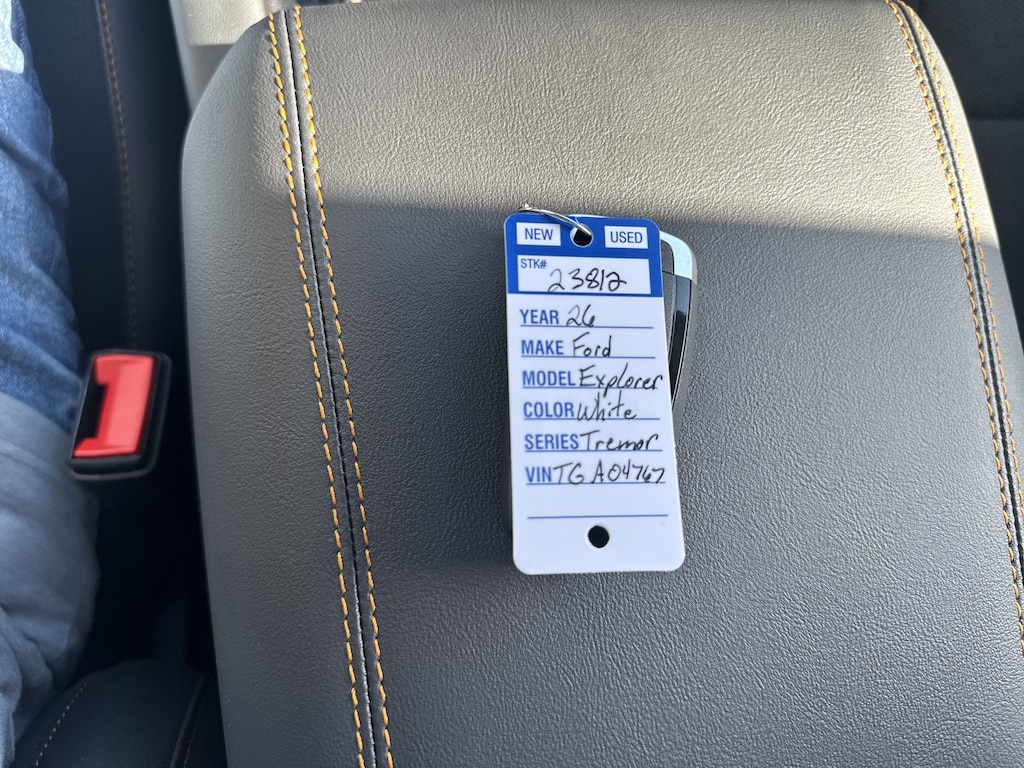 NEW USED
STK#
23812
YEAR 26
MAKE Ford
MODEL Explorer
COLOR White
SERIES Tremor
VIN TGA04767